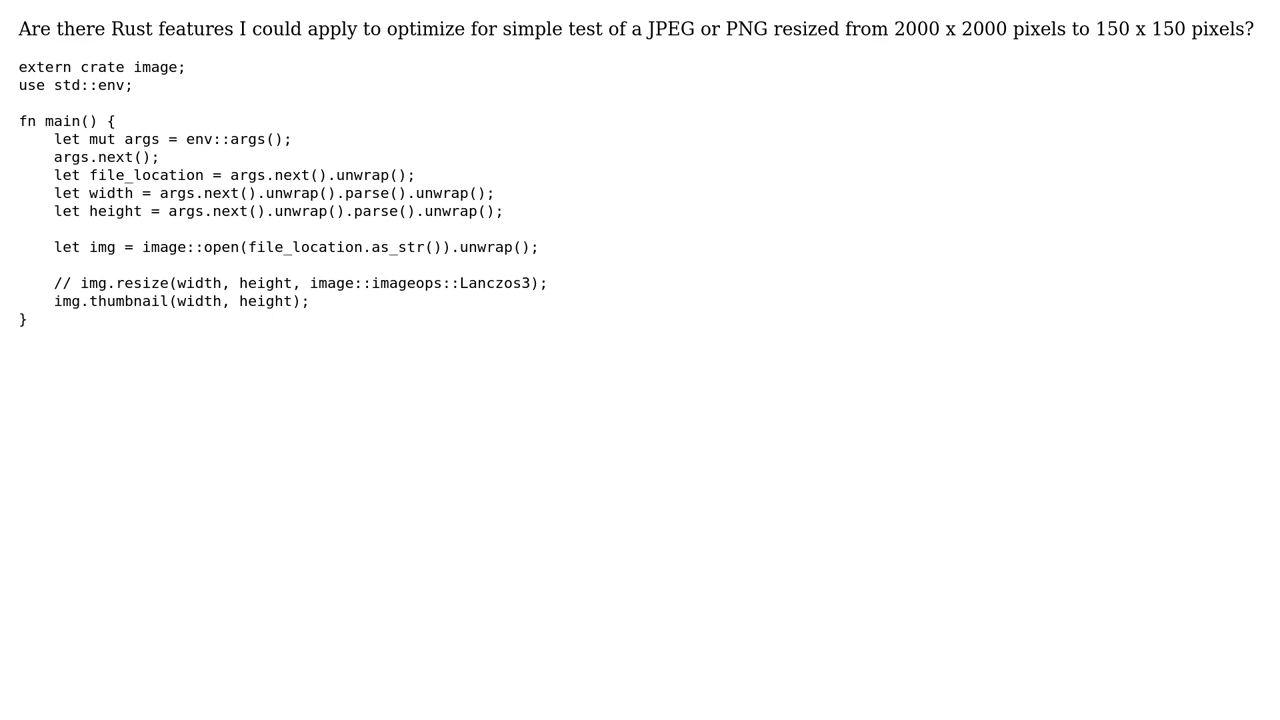 Are there Rust features I could apply to optimize for simple test of a JPEG or PNG resized from 2000 x 2000 pixels to 150 x 150 pixels?
extern crate image;
use std::env;

fn main() {
    let mut args = env::args();
    args.next();
    let file_location = args.next().unwrap();
    let width = args.next().unwrap().parse().unwrap();
    let height = args.next().unwrap().parse().unwrap();

    let img = image::open(file_location.as_str()).unwrap();

    // img.resize(width, height, image::imageops::Lanczos3);
    img.thumbnail(width, height);
}